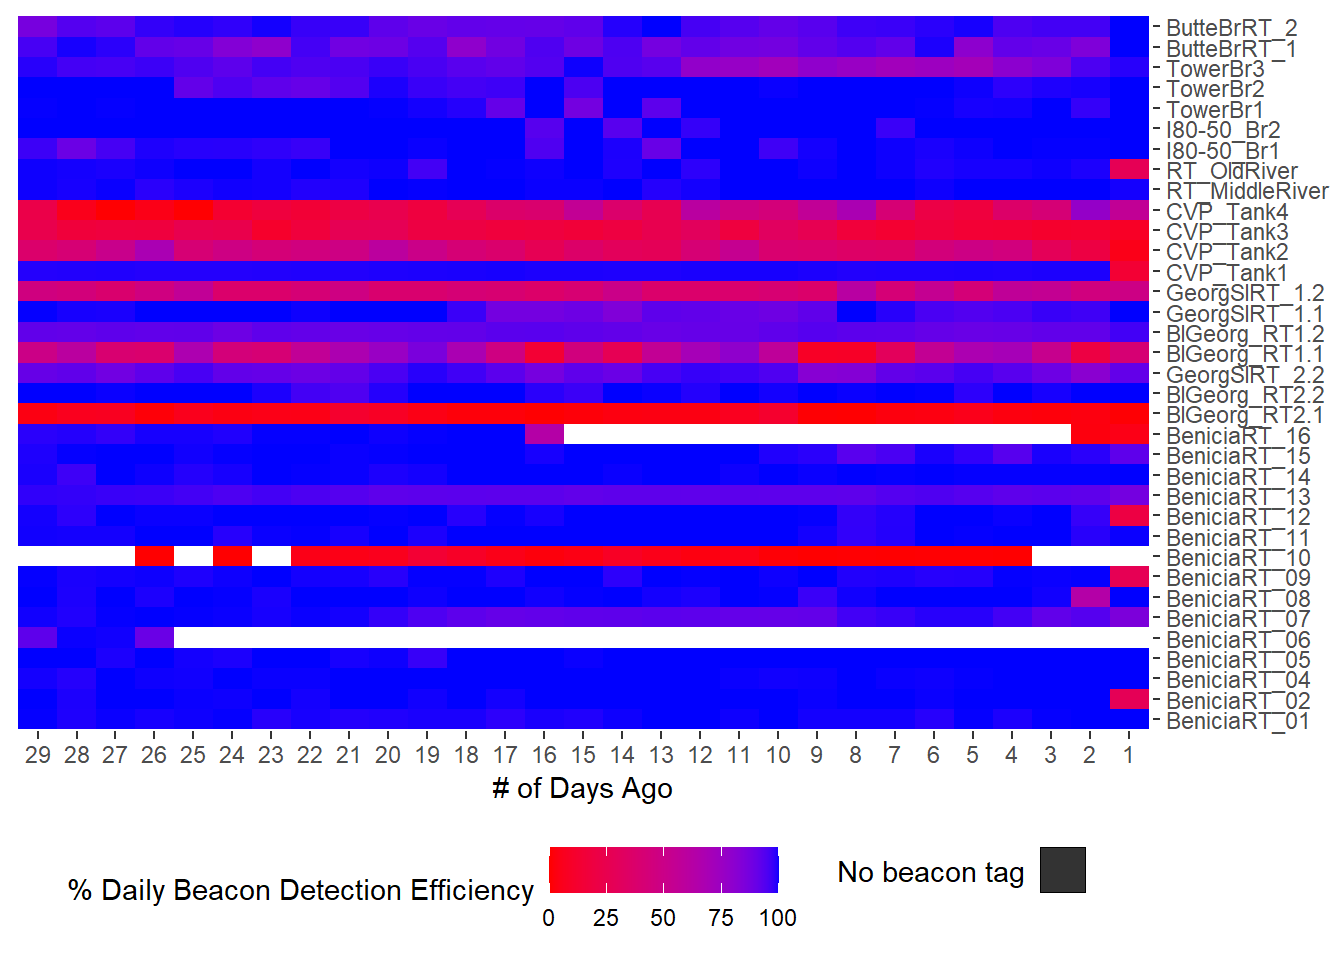 ButteBrRT_2
ButteBrRT_1
TowerBr3
TowerBr2
TowerBr1
I80-50_Br2
I80-50_Br1
RT_OldRiver
RT_MiddleRiver
CVP_Tank4
CVP_Tank3
CVP_Tank2
CVP_Tank1
GeorgSlRT_1.2
GeorgSlRT_1.1
BlGeorg_RT1.2
BlGeorg_RT1.1
GeorgSlRT_2.2
BlGeorg_RT2.2
BlGeorg_RT2.1
BeniciaRT_16
BeniciaRT_15
BeniciaRT_14
BeniciaRT_13
BeniciaRT_12
BeniciaRT_11
BeniciaRT_10
BeniciaRT_09
BeniciaRT_08
BeniciaRT_07
BeniciaRT_06
BeniciaRT_05
BeniciaRT_04
BeniciaRT_02
BeniciaRT_01
29 28 27 26 25 24 23 22 21 20 19 18 17 16 15 14 13 12 11 10 9 8 7 6 5 4 3 2 1
# of Days Ago
% Daily Beacon Detection Efficiency
0 25 50 75 100
No beacon tag